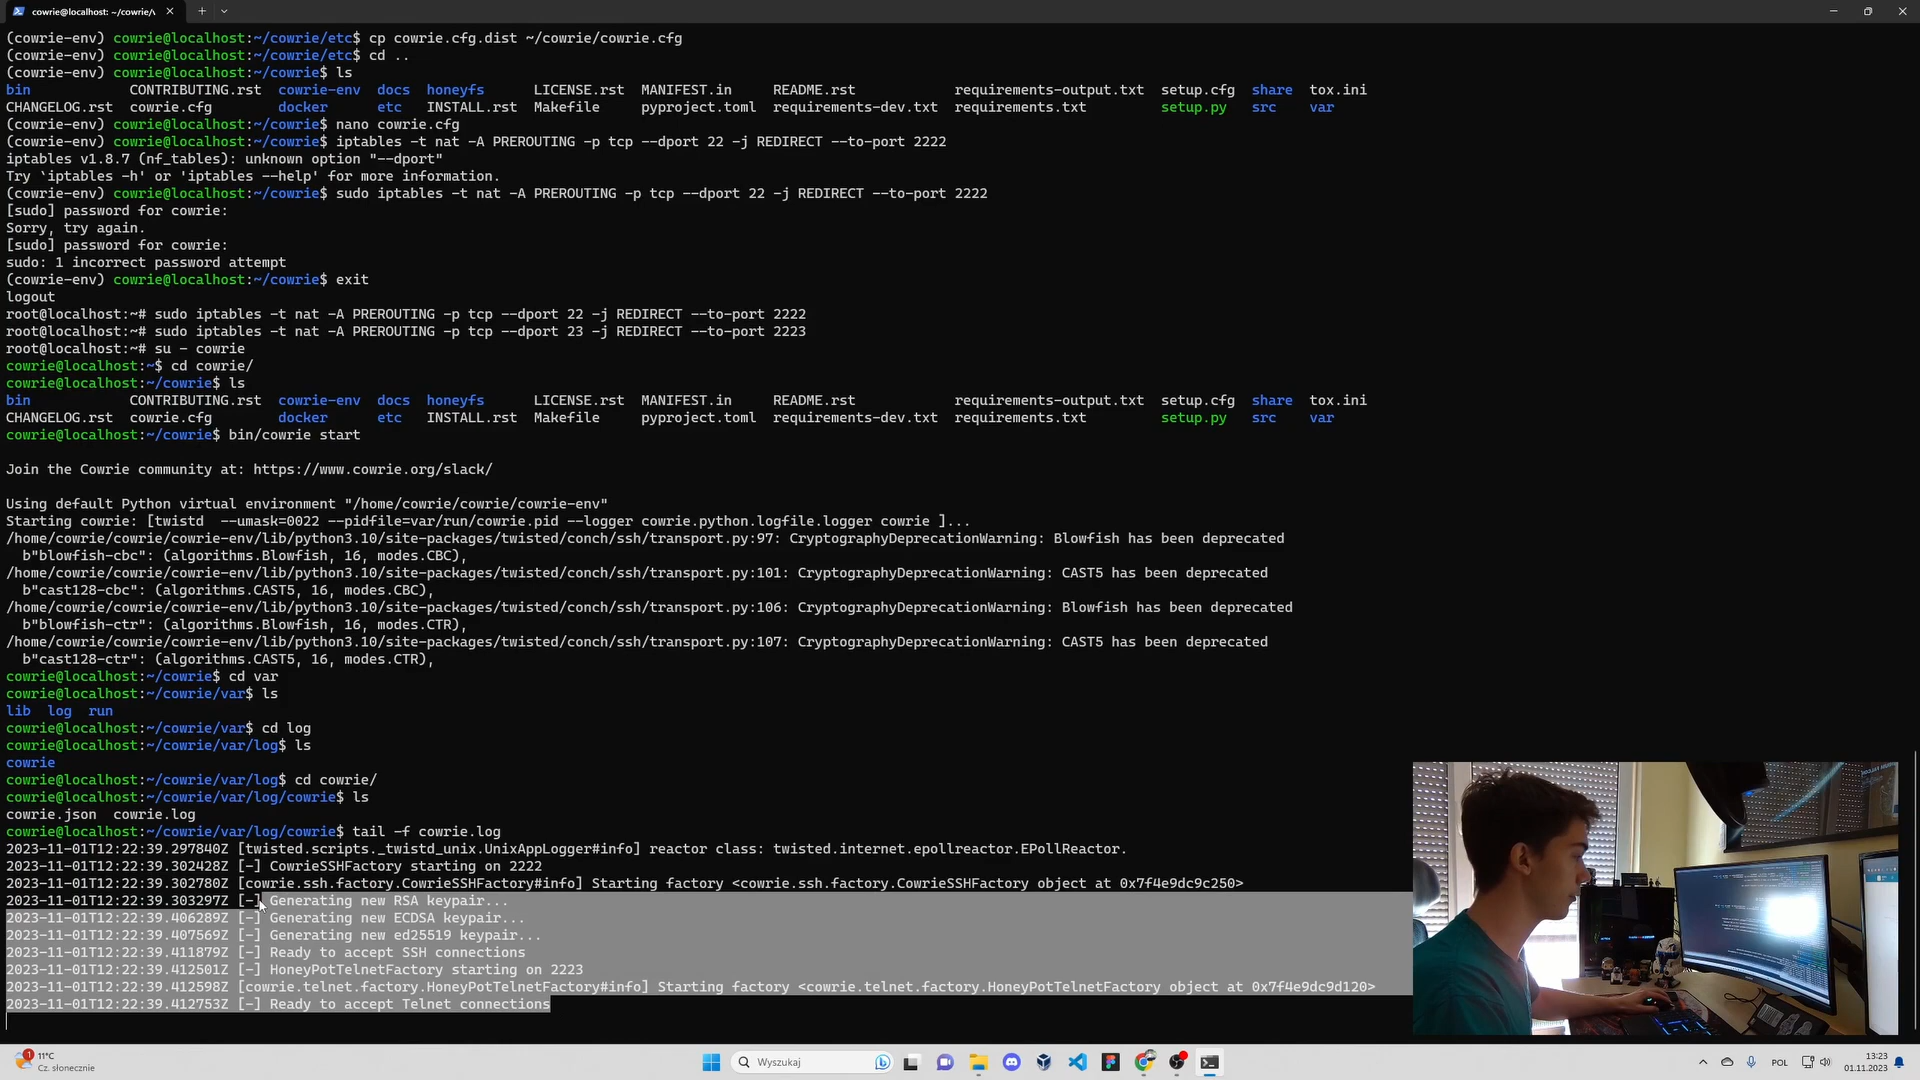 cowrie@localhost: ~/cowrie/v
(cowrie-env) cowrie@localhost:~/cowrie/etc$ cp cowrie.cfg.dist ~/cowrie/cowrie.cfg
(cowrie-env) cowrie@localhost:~/cowrie/etc$ cd ..
(cowrie-env) cowrie@localhost:~/cowrie$ ls
bin CONTRIBUTING.rst cowrie-env docs honeyfs LICENSE.rst MANIFEST.in README.rst requirements-output.txt setup.cfg share tox.ini
CHANGELOG.rst cowrie.cfg docker etc INSTALL.rst Makefile pyproject.toml requirements-dev.txt requirements.txt setup.py src var
(cowrie-env) cowrie@localhost:~/cowrie$ nano cowrie.cfg
(cowrie-env) cowrie@localhost:~/cowrie$ iptables -t nat -A PREROUTING -p tcp --dport 22 -j REDIRECT --to-port 2222
iptables v1.8.7 (nf_tables): unknown option "--dport"
Try `iptables -h' or 'iptables --help' for more information.
(cowrie-env) cowrie@localhost:~/cowrie$ sudo iptables -t nat -A PREROUTING -p tcp --dport 22 -j REDIRECT --to-port 2222
[sudo] password for cowrie:
Sorry, try again.
[sudo] password for cowrie:
sudo: 1 incorrect password attempt
(cowrie-env) cowrie@localhost:~/cowrie$ exit
logout
root@localhost:~# sudo iptables -t nat -A PREROUTING -p tcp --dport 22 -j REDIRECT --to-port 2222
root@localhost:~# sudo iptables -t nat -A PREROUTING -p tcp --dport 23 -j REDIRECT --to-port 2223
root@localhost:~# su - cowrie
cowrie@localhost:~$ cd cowrie/
cowrie@localhost:~/cowrie$ ls
bin CONTRIBUTING.rst cowrie-env docs honeyfs LICENSE.rst MANIFEST.in README.rst requirements-output.txt setup.cfg share tox.ini
CHANGELOG.rst cowrie.cfg docker etc INSTALL.rst Makefile pyproject.toml requirements-dev.txt requirements.txt setup.py src var
cowrie@localhost:~/cowrie$ bin/cowrie start
Join the Cowrie community at: https://www.cowrie.org/slack/
Using default Python virtual environment "/home/cowrie/cowrie/cowrie-env"
Starting cowrie: [twistd  --umask=0022 --pidfile=var/run/cowrie.pid --logger cowrie.python.logfile.logger cowrie ]...
/home/cowrie/cowrie/cowrie-env/lib/python3.10/site-packages/twisted/conch/ssh/transport.py:97: CryptographyDeprecationWarning: Blowfish has been deprecated
b"blowfish-cbc": (algorithms.Blowfish, 16, modes.CBC),
/home/cowrie/cowrie/cowrie-env/lib/python3.10/site-packages/twisted/conch/ssh/transport.py:101: CryptographyDeprecationWarning: CAST5 has been deprecated
b"cast128-cbc": (algorithms.CAST5, 16, modes.CBC),
/home/cowrie/cowrie/cowrie-env/lib/python3.10/site-packages/twisted/conch/ssh/transport.py:106: CryptographyDeprecationWarning: Blowfish has been deprecated
b"blowfish-ctr": (algorithms.Blowfish, 16, modes.CTR),
/home/cowrie/cowrie/cowrie-env/lib/python3.10/site-packages/twisted/conch/ssh/transport.py:107: CryptographyDeprecationWarning: CAST5 has been deprecated
b"cast128-ctr": (algorithms.CAST5, 16, modes.CTR),
cowrie@localhost:~/cowrie$ cd var
cowrie@localhost:~/cowrie/var$ ls
lib log run
cowrie@localhost:~/cowrie/var$ cd log
cowrie@localhost:~/cowrie/var/log$ ls
cowrie
cowrie@localhost:~/cowrie/var/log$ cd cowrie/
cowrie@localhost:~/cowrie/var/log/cowrie$ ls
cowrie.json cowrie.log
cowrie@localhost:~/cowrie/var/log/cowrie$ tail -f cowrie.log
2023-11-01T12:22:39.297840Z [twisted.scripts._twistd_unix.UnixAppLogger#info] reactor class: twisted.internet.epollreactor.EPollReactor.
2023-11-01T12:22:39.302428Z [-] CowrieSSHFactory starting on 2222
2023-11-01T12:22:39.302780Z [cowrie.ssh.factory.CowrieSSHFactory#info] Starting factory <cowrie.ssh.factory.CowrieSSHFactory object at 0x7f4e9dc9c250>
2023-11-01T12:22:39.303297Z [-] Generating new RSA keypair...
2023-11-01T12:22:39.406289Z [-] Generating new ECDSA keypair...
2023-11-01T12:22:39.407569Z [-] Generating new ed25519 keypair...
2023-11-01T12:22:39.411879Z [-] Ready to accept SSH connections
2023-11-01T12:22:39.412501Z [-] HoneyPotTelnetFactory starting on 2223
2023-11-01T12:22:39.412598Z [cowrie.telnet.factory.HoneyPotTelnetFactory#info] Starting factory <cowrie.telnet.factory.HoneyPotTelnetFactory object at 0x7f4e9dc9d120>
2023-11-01T12:22:39.412753Z [-] Ready to accept Telnet connections
1
11°C
Cz. słonecznie
Wyszukaj
POL
13:23
01.11.2023